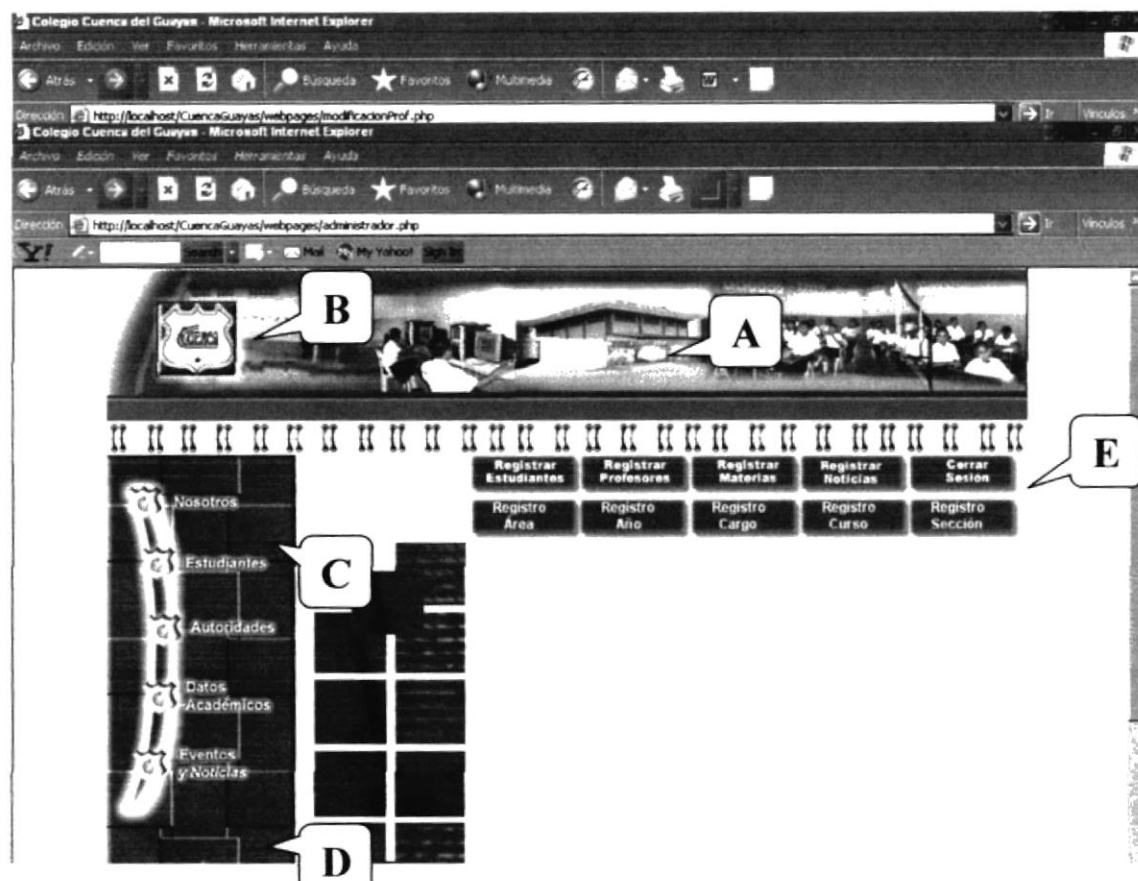 Colegio Cuenca del Guayas - Microsoft Internet Explorer
Archivo Edición Ver Favoritos Herramientas Ayuda
Atrás Búsqueda Favoritos Multimedia
Dirección http://localhost/CuencaGuayas/webpages/modificacionProf.php Ir Vínculos
Colegio Cuenca del Guayas - Microsoft Internet Explorer
Archivo Edición Ver Favoritos Herramientas Ayuda
Atrás Búsqueda Favoritos Multimedia
Dirección http://localhost/CuencaGuayas/webpages/administrador.php Ir Vínculos
Y! Search Mail My Yahoo! Sign In
B
A
CUENCA
E
Registrar Estudiantes Registrar Profesores Registrar Materias Registrar Noticias Cerrar Sesión
Registro Área Registro Año Registro Cargo Registro Curso Registro Sección
Nosotros
Estudiantes
C
Autoridades
Datos
Académicos
Eventos
y Noticias
D